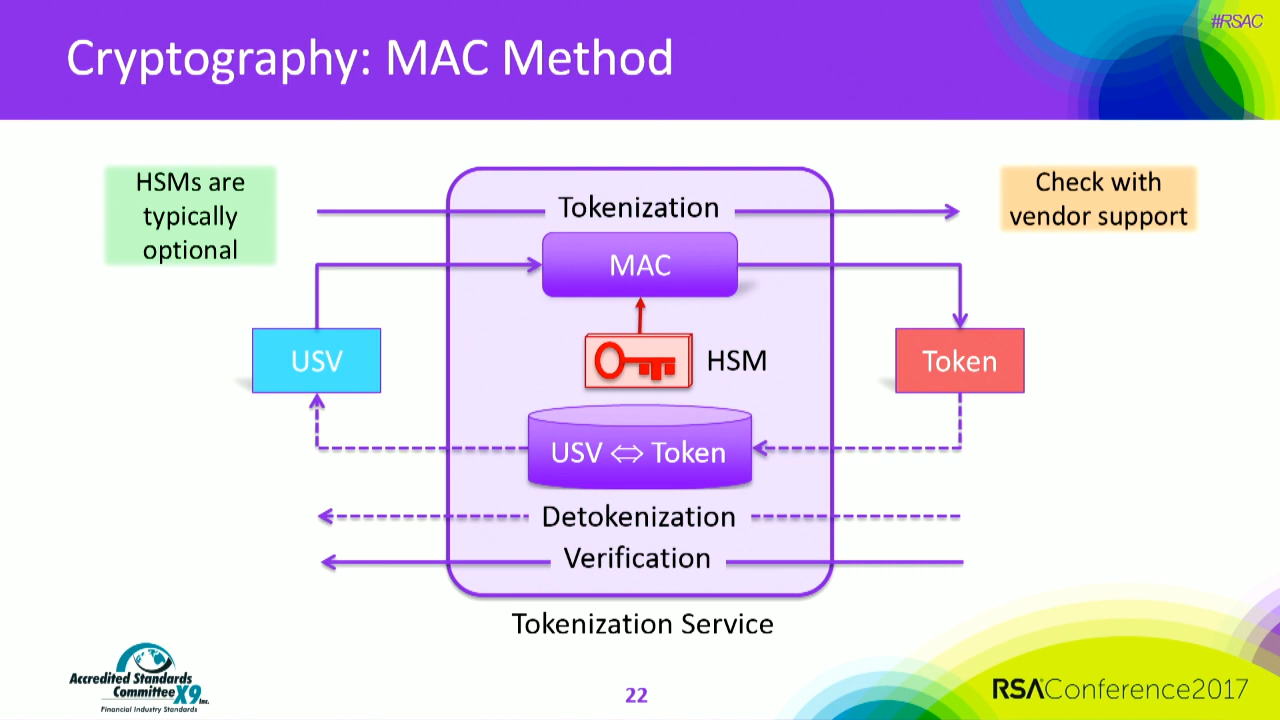 #RSAC
Cryptography: MAC Method
HSMs are
typically
optional
Tokenization
Check with
vendor support
MAC
USV
HSM
Token
USV ⇔ Token
Detokenization
Verification
Tokenization Service
Accredited Standards
Committee X9 Inc.
Financial Industry Standards
22
RSAConference2017